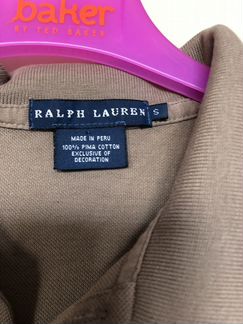 baker
BY TED BAKER
RALPH LAUREN S
MADE IN PERU
100% PIMA COTTON
EXCLUSIVE OF
DECORATION